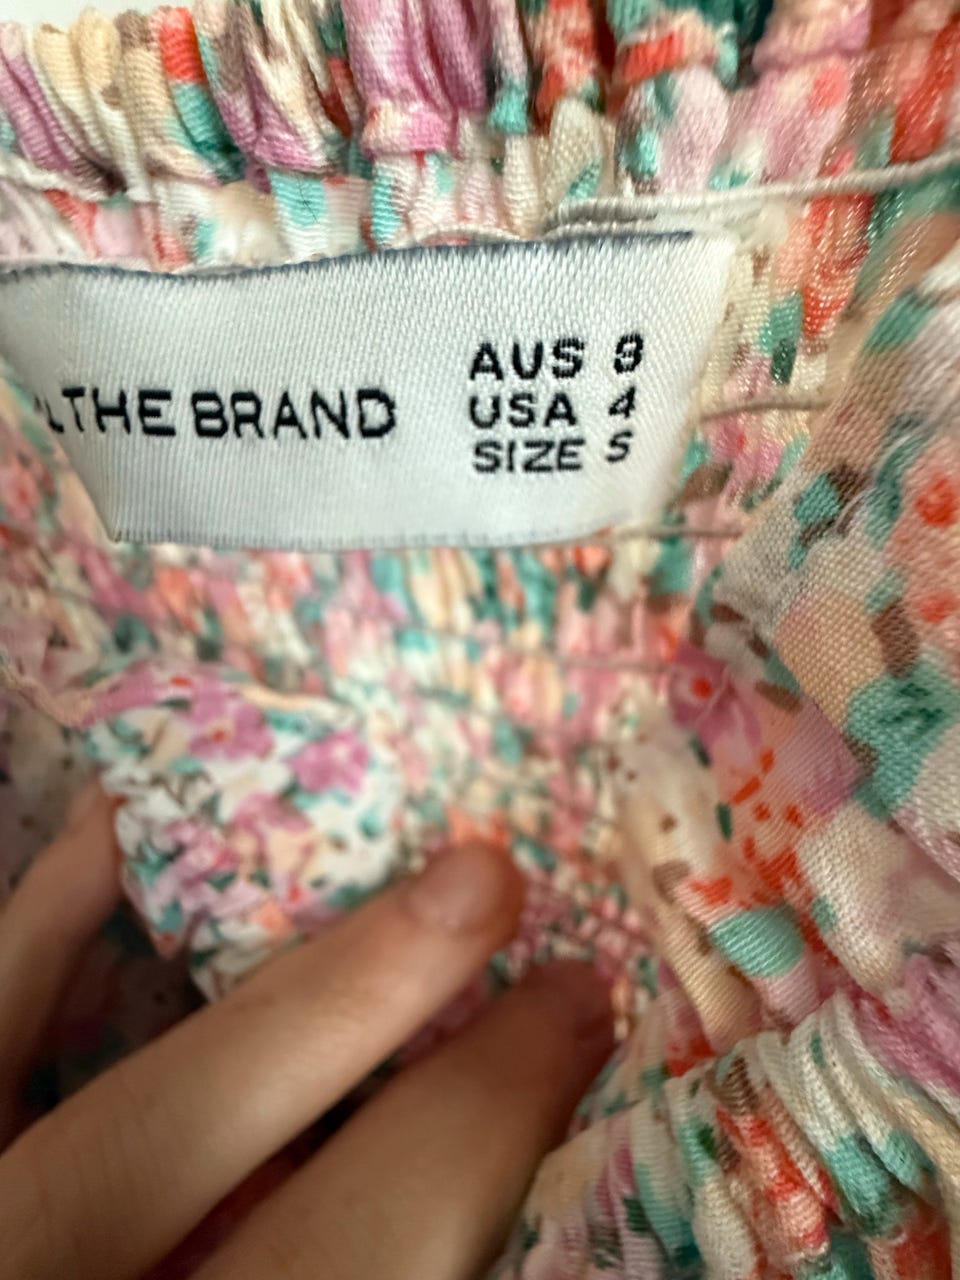 THE BRAND
AUS 8
USA 4
SIZE S